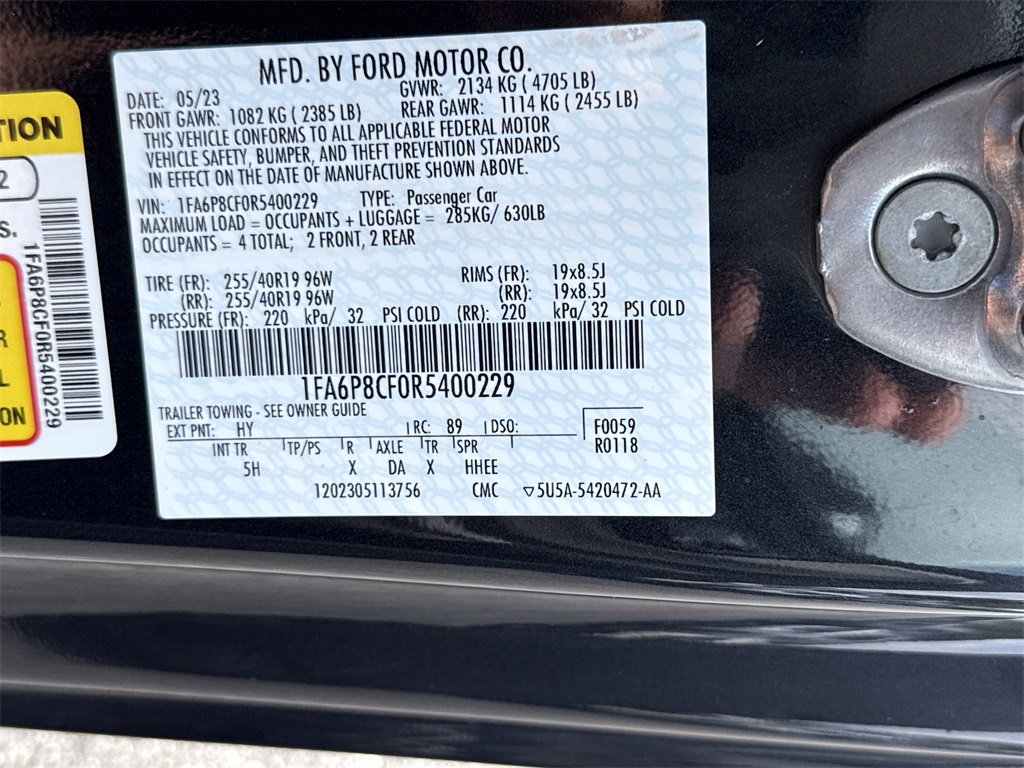 MFD. BY FORD MOTOR CO.
DATE: 05/23 GVWR: 2134 KG ( 4705 LB)
FRONT GAWR: 1082 KG ( 2385 LB) REAR GAWR: 1114 KG ( 2455 LB)
THIS VEHICLE CONFORMS TO ALL APPLICABLE FEDERAL MOTOR
VEHICLE SAFETY, BUMPER, AND THEFT PREVENTION STANDARDS
IN EFFECT ON THE DATE OF MANUFACTURE SHOWN ABOVE.
VIN: 1FA6P8CF0R5400229 TYPE: Passenger Car
MAXIMUM LOAD = OCCUPANTS + LUGGAGE = 285KG/ 630LB
OCCUPANTS = 4 TOTAL; 2 FRONT, 2 REAR
TIRE (FR): 255/40R19 96W RIMS (FR): 19x8.5J
(RR): 255/40R19 96W (RR): 19x8.5J
PRESSURE (FR): 220 kPa/ 32 PSI COLD (RR): 220 kPa/ 32 PSI COLD
1FA6P8CF0R5400229
TRAILER TOWING - SEE OWNER GUIDE
EXT PNT: HY RC: 89 DSO: F0059
INT TR TP/PS R AXLE TR SPR R0118
5H X DA X HHEE
1202305113756 CMC ▽5U5A-5420472-AA
TION
2
S.
1FA6P8CF0R5400229
R
L
ION